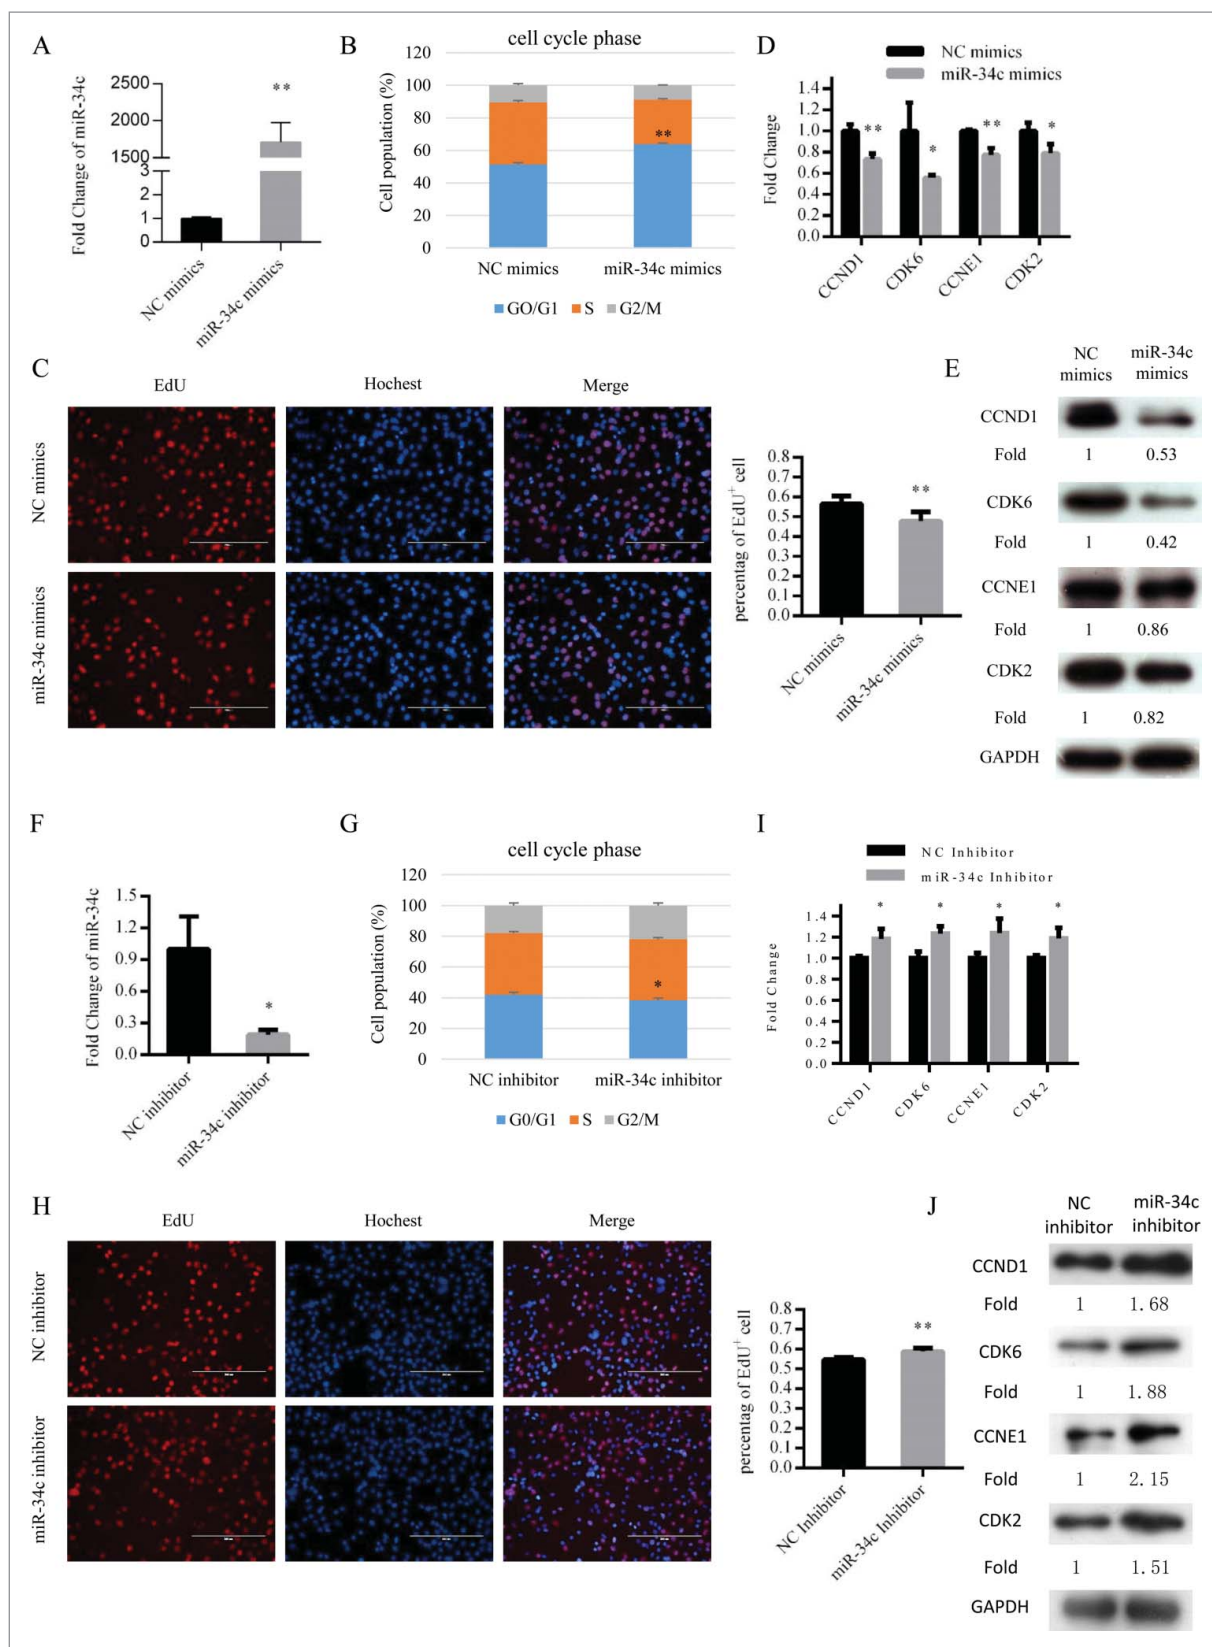 A
Fold Change of miR-34c
2500
2000
1500
3
2
1
0
**
NC mimics
miR-34c mimics
B
cell cycle phase
Cell population (%)
120
100
80
60
40
20
0
**
NC mimics
miR-34c mimics
GO/G1
S
G2/M
D
NC mimics
miR-34c mimics
Fold Change
1.4
1.2
1.0
0.8
0.6
0.4
0.2
0.0
**
*
**
*
CCND1
CDK6
CCNE1
CDK2
C
EdU
Hochest
Merge
NC mimics
miR-34c mimics
percentag of EdU+ cell
0.8
0.7
0.6
0.5
0.4
0.3
0.2
0.1
0.0
**
NC mimics
miR-34c mimics
E
NC mimics
miR-34c mimics
CCND1
Fold 1 0.53
CDK6
Fold 1 0.42
CCNE1
Fold 1 0.86
CDK2
Fold 1 0.82
GAPDH
F
Fold Change of miR-34c
1.5
1.2
0.9
0.6
0.3
0.0
*
NC inhibitor
miR-34c inhibitor
G
cell cycle phase
Cell population (%)
120
100
80
60
40
20
0
*
NC inhibitor
miR-34c inhibitor
G0/G1
S
G2/M
I
NC Inhibitor
miR-34c Inhibitor
Fold Change
1.4
1.2
1.0
0.8
0.6
0.4
0.2
0.0
*
*
*
*
CCND1
CDK6
CCNE1
CDK2
H
EdU
Hochest
Merge
NC inhibitor
miR-34c inhibitor
percentag of EdU+ cell
0.8
0.7
0.6
0.5
0.4
0.3
0.2
0.1
0.0
**
NC Inhibitor
miR-34c Inhibitor
J
NC inhibitor
miR-34c inhibitor
CCND1
Fold 1 1.68
CDK6
Fold 1 1.88
CCNE1
Fold 1 2.15
CDK2
Fold 1 1.51
GAPDH